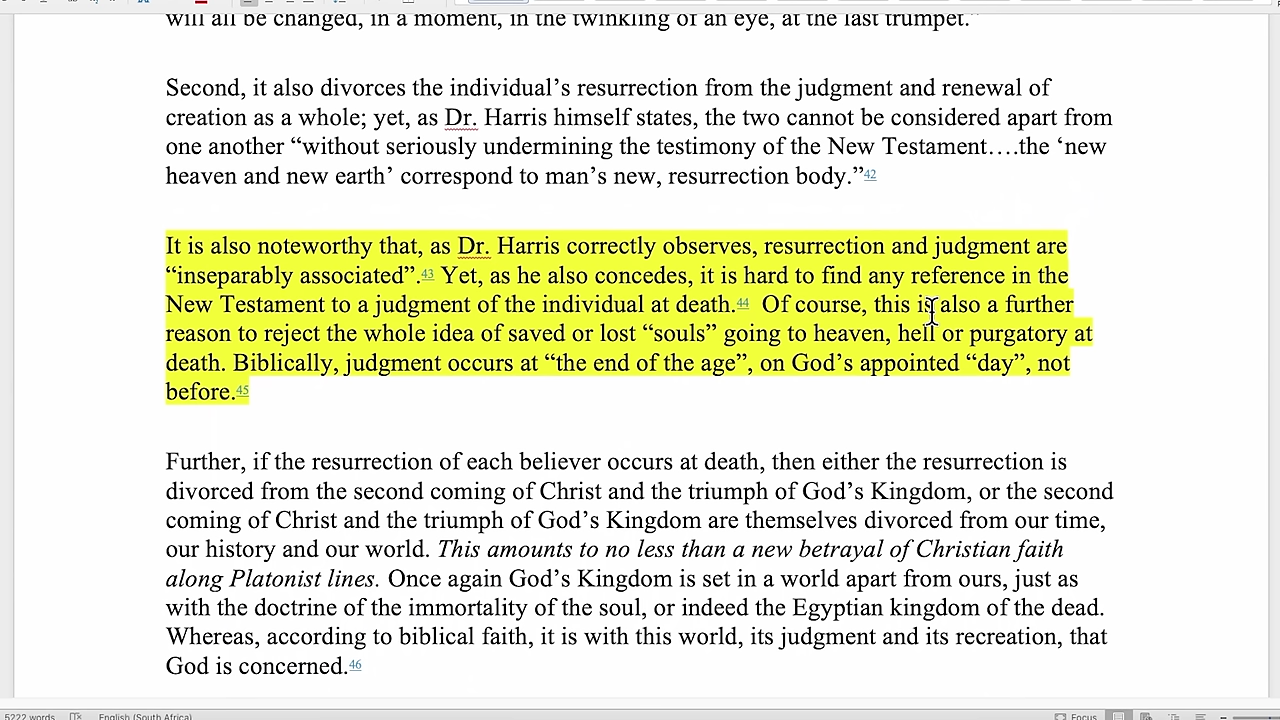 will all be changed, in a moment, in the twinkling of an eye, at the last trumpet.”
Second, it also divorces the individual’s resurrection from the judgment and renewal of
creation as a whole; yet, as Dr. Harris himself states, the two cannot be considered apart from
one another “without seriously undermining the testimony of the New Testament….the ‘new
heaven and new earth’ correspond to man’s new, resurrection body.”42
It is also noteworthy that, as Dr. Harris correctly observes, resurrection and judgment are
“inseparably associated”.43 Yet, as he also concedes, it is hard to find any reference in the
New Testament to a judgment of the individual at death.44 Of course, this is also a further
reason to reject the whole idea of saved or lost “souls” going to heaven, hell or purgatory at
death. Biblically, judgment occurs at “the end of the age”, on God’s appointed “day”, not
before.45
Further, if the resurrection of each believer occurs at death, then either the resurrection is
divorced from the second coming of Christ and the triumph of God’s Kingdom, or the second
coming of Christ and the triumph of God’s Kingdom are themselves divorced from our time,
our history and our world. This amounts to no less than a new betrayal of Christian faith
along Platonist lines. Once again God’s Kingdom is set in a world apart from ours, just as
with the doctrine of the immortality of the soul, or indeed the Egyptian kingdom of the dead.
Whereas, according to biblical faith, it is with this world, its judgment and its recreation, that
God is concerned.46
5222 words English (South Africa) Focus